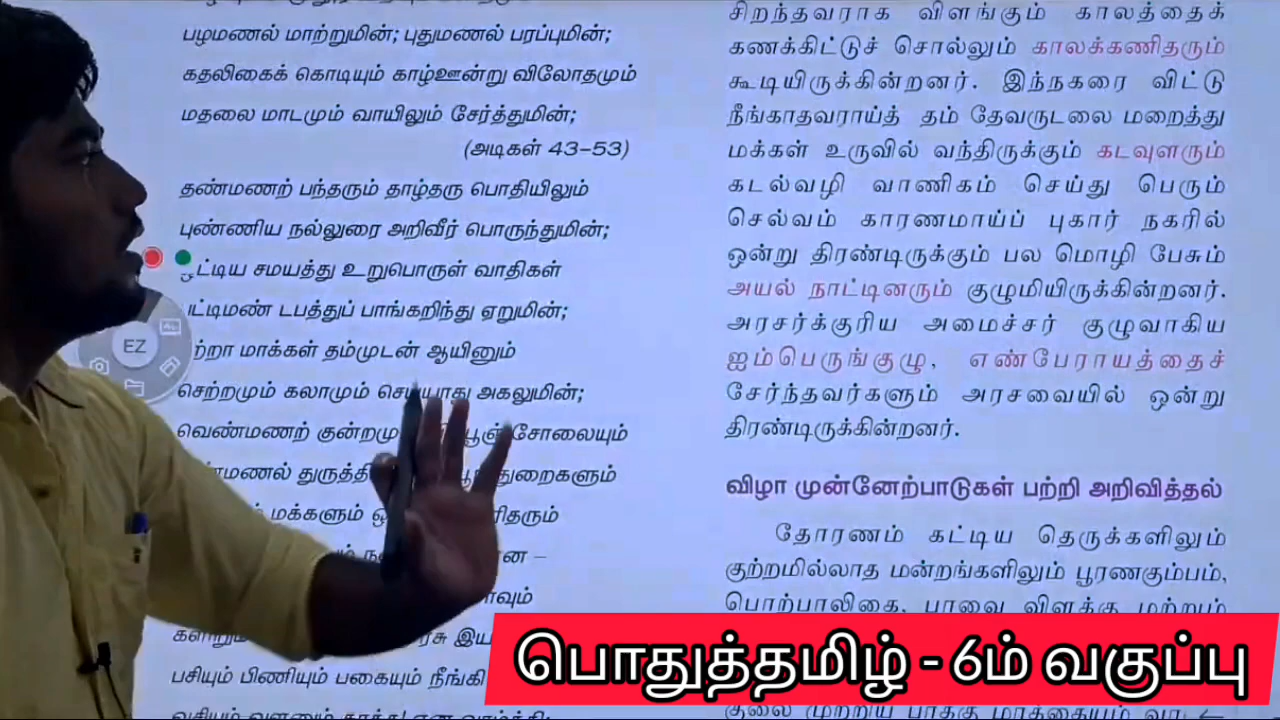 பழமணல் மாற்றுமின்; புதுமணல் பரப்புமின்;
கதலிகைக் கொடியும் காழ்ஊன்று விலோதமும்
மதலை மாடமும் வாயிலும் சேர்த்துமின்;
(அடிகள் 43–53)
தண்மணற் பந்தரும் தாழ்தரு பொதியிலும்
புண்ணிய நல்லுரை அறிவீர் பொருந்துமின்;
சமயத்து உறுபொருள் வாதிகள்
டபத்துப் பாங்கறிந்து ஏறுமின்;
மாக்கள் தம்முடன் ஆயினும்
செற்றமும் கலாமும் செய்யாது அகலுமின்;
வெண்மணற் சோலையும்
மக்களும்
பசியும் பிணியும் பகையும் நீங்கி
சிறந்தவராக விளங்கும் காலத்தைக்
கணக்கிட்டுச் சொல்லும் காலக்கணிதரும்
கூடியிருக்கின்றனர். இந்நகரை விட்டு
நீங்காதவராய்த் தம் தேவருடலை மறைத்து
மக்கள் உருவில் வந்திருக்கும் கடவுளரும்
கடல்வழி வாணிகம் செய்து பெரும்
செல்வம் காரணமாய்ப் புகார் நகரில்
ஒன்று திரண்டிருக்கும் பல மொழி பேசும்
அயல் நாட்டினரும் குழுமியிருக்கின்றனர்.
அரசர்க்குரிய அமைச்சர் குழுவாகிய
ஐம்பெருங்குழு, எண்பேராயத்தைச்
சேர்ந்தவர்களும் அரசவையில் ஒன்று
திரண்டிருக்கின்றனர்.
விழா முன்னேற்பாடுகள் பற்றி அறிவித்தல்
தோரணம் கட்டிய தெருக்களிலும்
குற்றமில்லாத மன்றங்களிலும் பூரணகும்பம்,
பொற்பாலிகை, பாவை விளக்கு மற்றும்
EZ
பொதுத்தமிழ் - 6ம் வகுப்பு